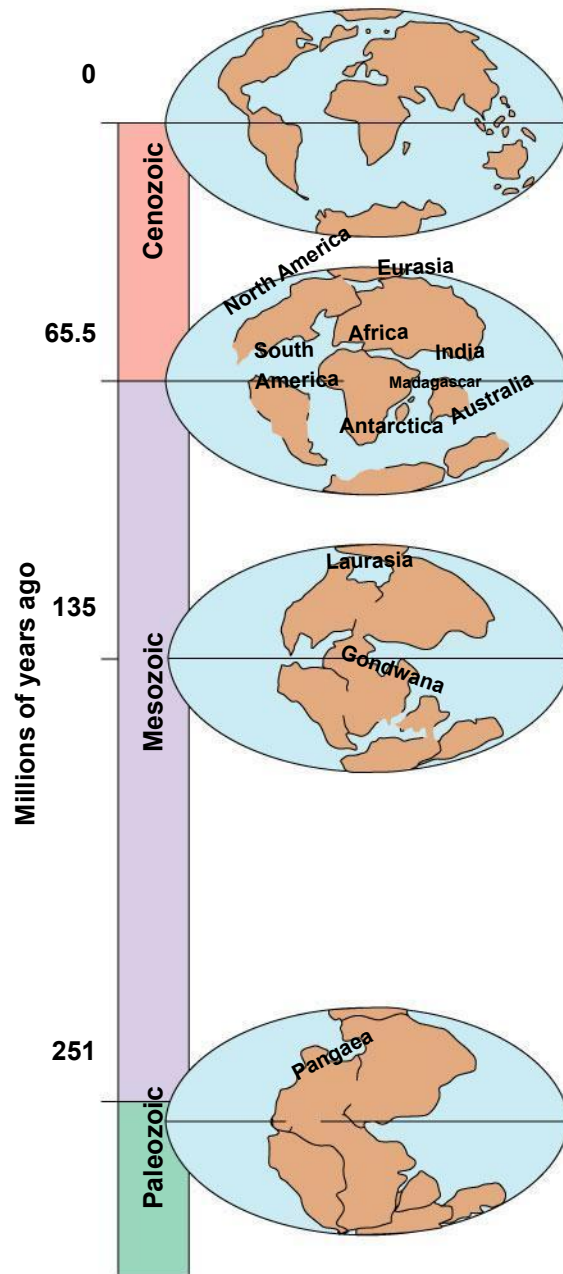 0
Cenozoic
North America
Eurasia
65.5
Africa
South
India
America
Madagascar
Australia
Antarctica
Millions of years ago
Mesozoic
135
Laurasia
Gondwana
251
Pangaea
Paleozoic